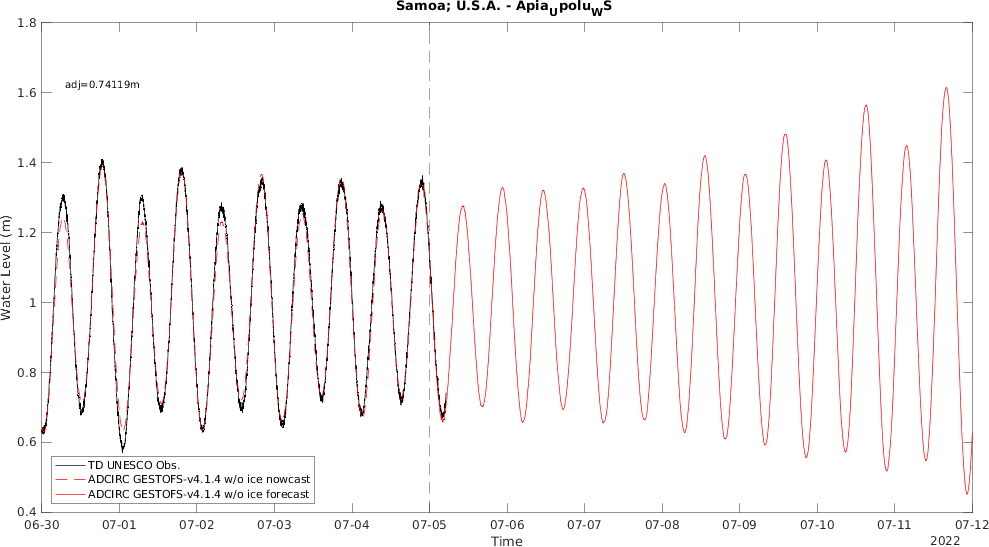 Samoa; U.S.A. - ApiaUpoluWS
1.8
adj=0.74119m
1.6
1.4
1.2
1
0.8
0.6
0.4
Water Level (m)
TD UNESCO Obs.
ADCIRC GESTOFS-v4.1.4 w/o ice nowcast
ADCIRC GESTOFS-v4.1.4 w/o ice forecast
06-30 07-01 07-02 07-03 07-04 07-05 07-06 07-07 07-08 07-09 07-10 07-11 07-12
Time
2022